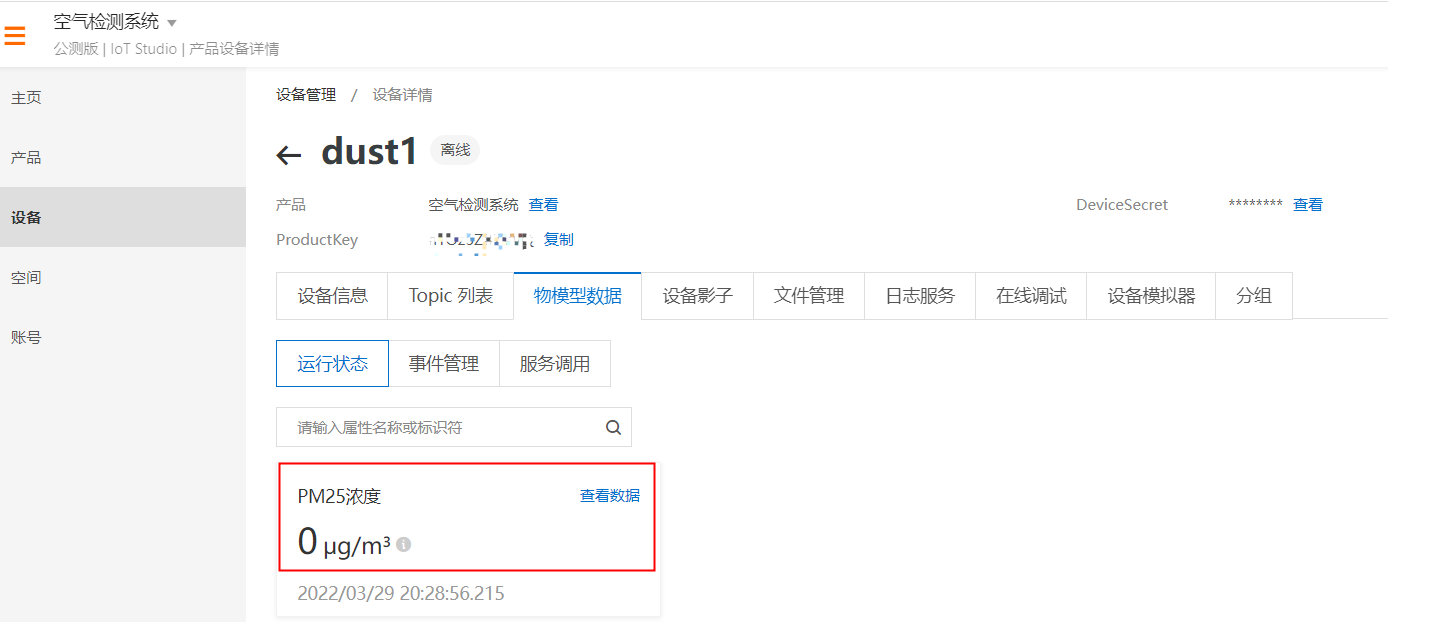 空气检测系统
公测版 | IoT Studio | 产品设备详情
主页
产品
设备
空间
账号
设备管理 / 设备详情
dust1 离线
产品 空气检测系统 查看 DeviceSecret ******** 查看
ProductKey 复制
设备信息 Topic 列表 物模型数据 设备影子 文件管理 日志服务 在线调试 设备模拟器 分组
运行状态 事件管理 服务调用
请输入属性名称或标识符
PM25浓度 查看数据
0 μg/m³
2022/03/29 20:28:56.215